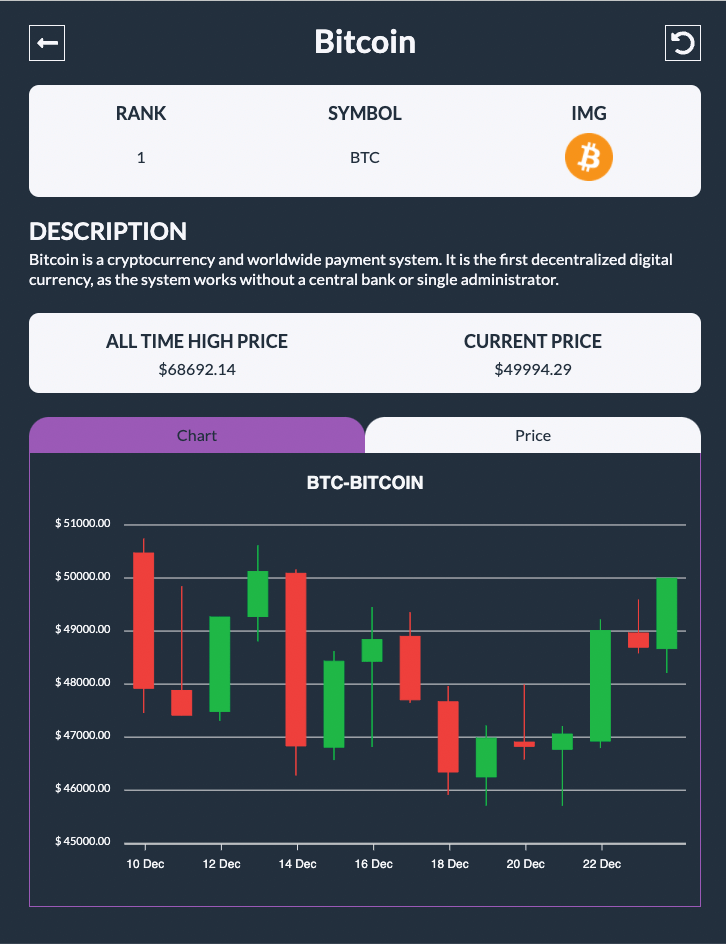 Bitcoin
RANK SYMBOL IMG
1 BTC
DESCRIPTION
Bitcoin is a cryptocurrency and worldwide payment system. It is the first decentralized digital
currency, as the system works without a central bank or single administrator.
ALL TIME HIGH PRICE CURRENT PRICE
$68692.14 $49994.29
Chart Price
BTC-BITCOIN
$ 51000.00
$ 50000.00
$ 49000.00
$ 48000.00
$ 47000.00
$ 46000.00
$ 45000.00
10 Dec 12 Dec 14 Dec 16 Dec 18 Dec 20 Dec 22 Dec